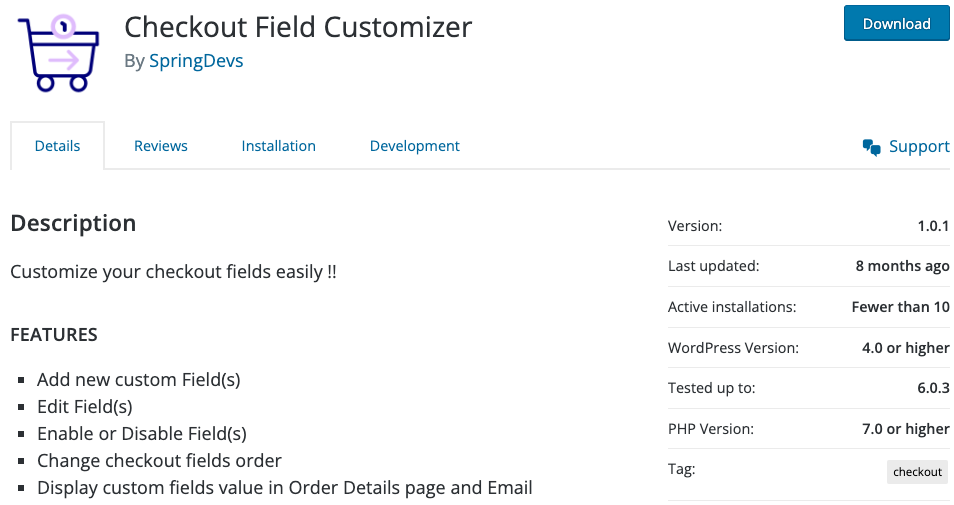 Checkout Field Customizer
By SpringDevs
Download
Details
Reviews
Installation
Development
Support
Description
Customize your checkout fields easily !!
FEATURES
Add new custom Field(s)
Edit Field(s)
Enable or Disable Field(s)
Change checkout fields order
Display custom fields value in Order Details page and Email
Version: 1.0.1
Last updated: 8 months ago
Active installations: Fewer than 10
WordPress Version: 4.0 or higher
Tested up to: 6.0.3
PHP Version: 7.0 or higher
Tag: checkout